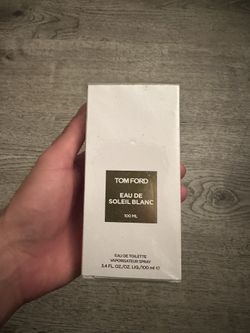 TOM FORD
EAU DE
SOLEIL BLANC
100 ML
EAU DE TOILETTE
VAPORISATEUR SPRAY
3.4 FL. OZ./OZ. LIQ./100 ml ℮